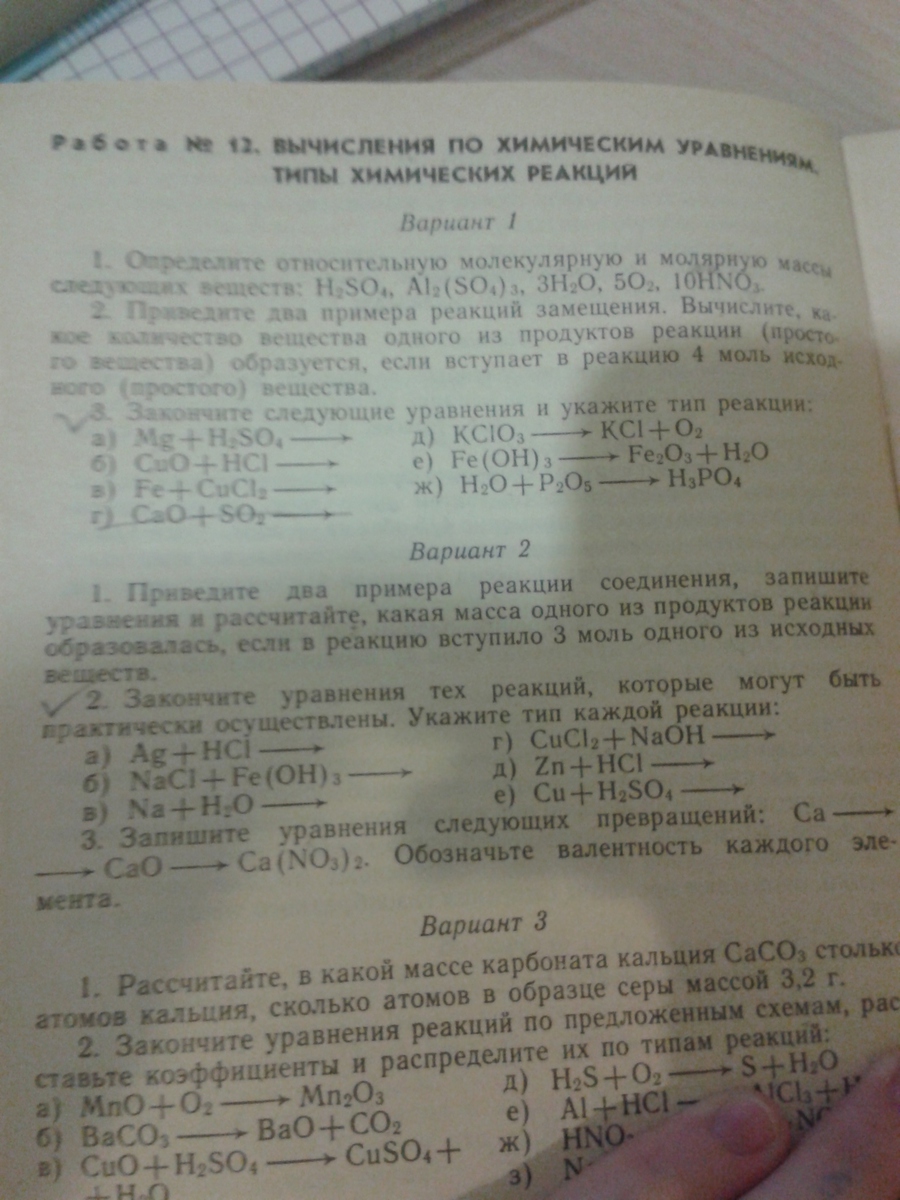 Работа № 12. ВЫЧИСЛЕНИЯ ПО ХИМИЧЕСКИМ УРАВНЕНИЯМ.
ТИПЫ ХИМИЧЕСКИХ РЕАКЦИЙ
Вариант 1
1. Определите относительную молекулярную и молярную массы
следующих веществ: H₂SO₄, Al₂(SO₄)₃, 3H₂O, 5O₂, 10HNO₃.
2. Приведите два примера реакций замещения. Вычислите, ка-
кое количество вещества одного из продуктов реакции (просто-
го вещества) образуется, если вступает в реакцию 4 моль исход-
ного (простого) вещества.
3. Закончите следующие уравнения и укажите тип реакции:
а) Mg+H₂SO₄ ⟶ д) KClO₃ ⟶ KCl+O₂
б) CuO+HCl ⟶ е) Fe(OH)₃ ⟶ Fe₂O₃+H₂O
в) Fe+CuCl₂ ⟶ ж) H₂O+P₂O₅ ⟶ H₃PO₄
г) CaO+SO₂ ⟶
Вариант 2
1. Приведите два примера реакции соединения, запишите
уравнения и рассчитайте, какая масса одного из продуктов реакции
образовалась, если в реакцию вступило 3 моль одного из исходных
веществ.
2. Закончите уравнения тех реакций, которые могут быть
практически осуществлены. Укажите тип каждой реакции:
а) Ag+HCl ⟶ г) CuCl₂+NaOH ⟶
б) NaCl+Fe(OH)₃ ⟶ д) Zn+HCl ⟶
в) Na+H₂O ⟶ е) Cu+H₂SO₄ ⟶
3. Запишите уравнения следующих превращений: Ca ⟶
⟶ CaO ⟶ Ca(NO₃)₂. Обозначьте валентность каждого эле-
мента.
Вариант 3
1. Рассчитайте, в какой массе карбоната кальция CaCO₃ столько
атомов кальция, сколько атомов в образце серы массой 3,2 г.
2. Закончите уравнения реакций по предложенным схемам, рас
ставьте коэффициенты и распределите их по типам реакций:
а) MnO+O₂ ⟶ Mn₂O₃ д) H₂S+O₂ ⟶ S+H₂O
б) BaCO₃ ⟶ BaO+CO₂ е) Al+HCl — AlCl₃+H
в) CuO+H₂SO₄ ⟶ CuSO₄+ ж) HNO
+H₂O з) N